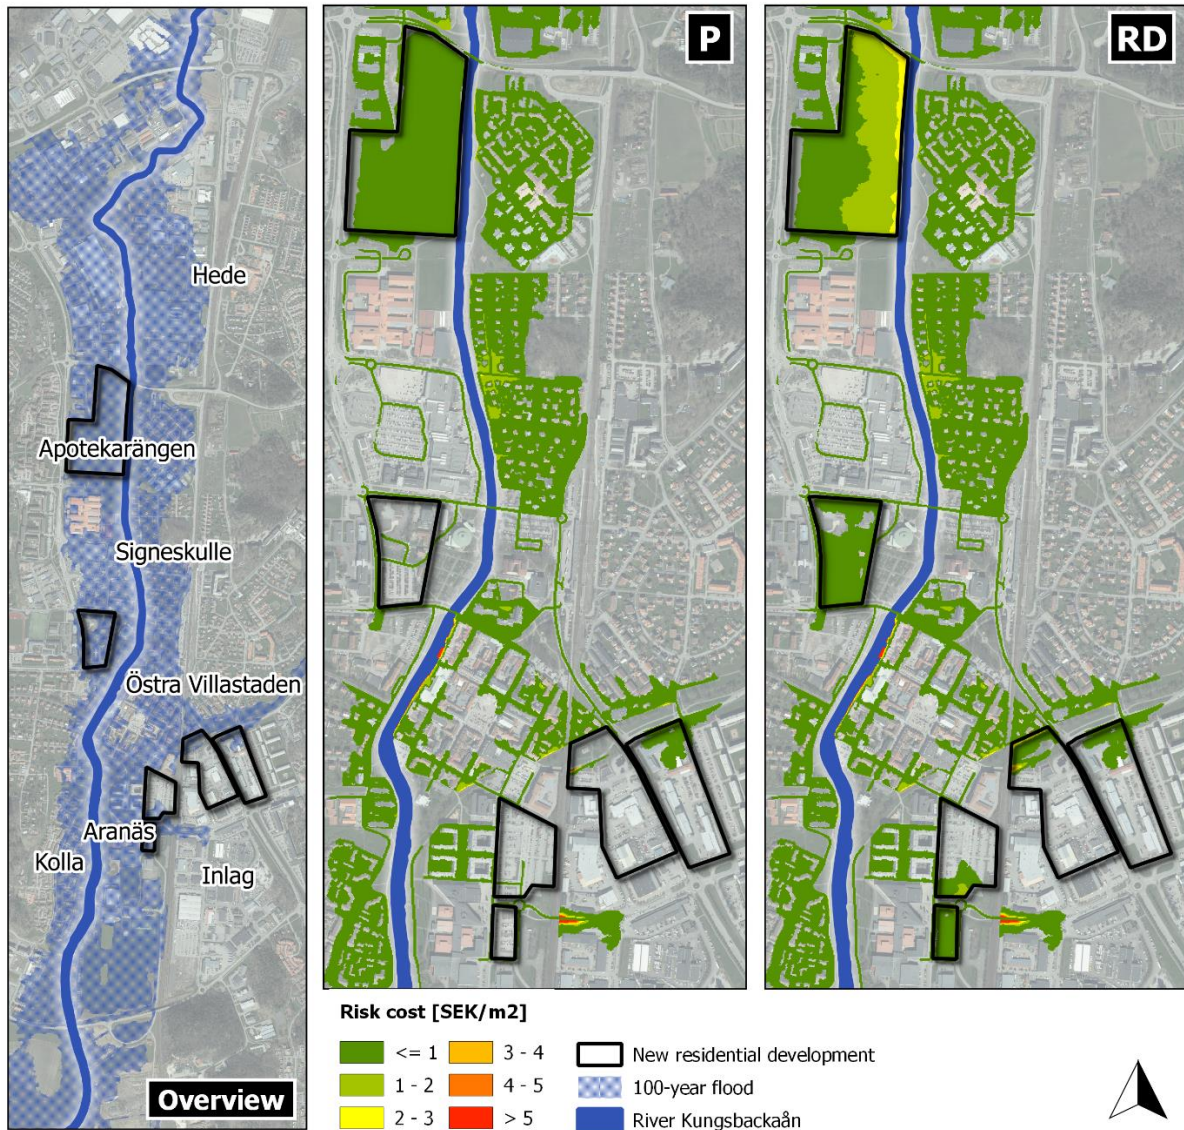 P
RD
Hede
Apotekarängen
Signeskulle
Östra Villastaden
Aranäs
Kolla
Inlag
Overview
Risk cost [SEK/m2]
<= 1
1 - 2
2 - 3
3 - 4
4 - 5
> 5
New residential development
100-year flood
River Kungsbackaån